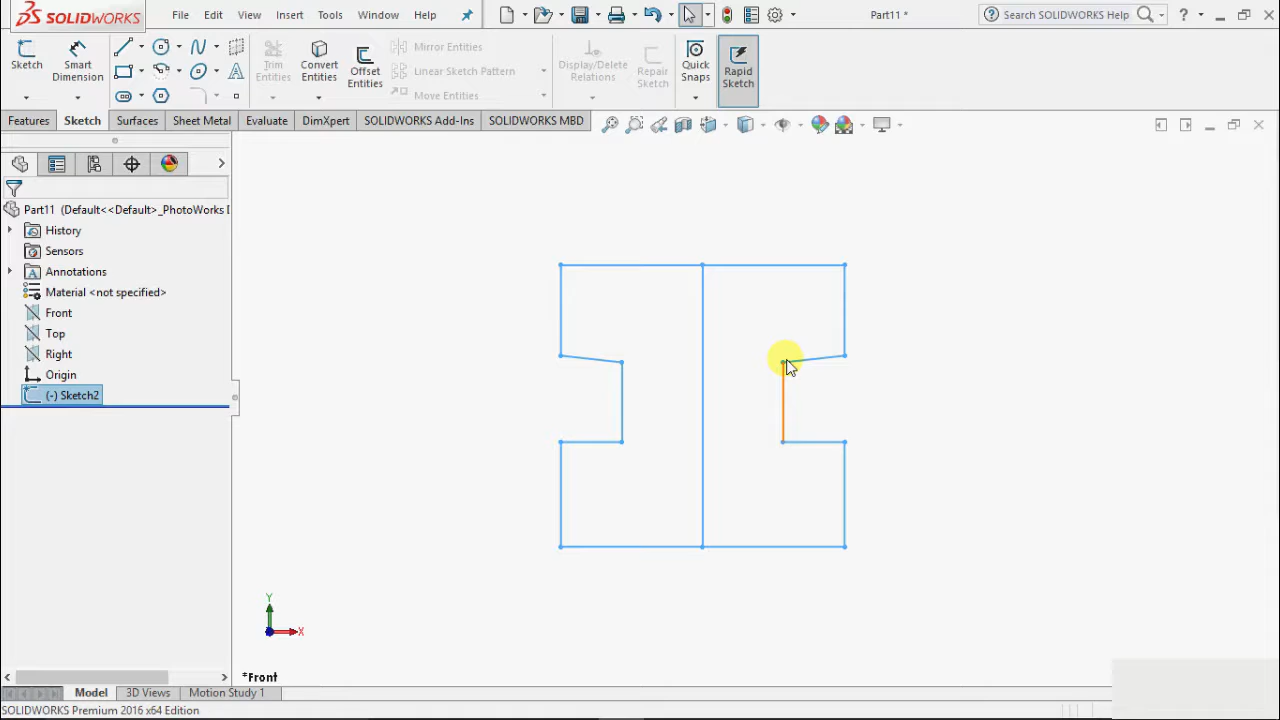 SOLIDWORKS
File Edit View Insert Tools Window Help
Part11 *
Search SOLIDWORKS Help
?
Sketch
Smart Dimension
Trim Entities
Convert Entities
Offset Entities
Mirror Entities
Linear Sketch Pattern
Move Entities
Display/Delete Relations
Repair Sketch
Quick Snaps
Rapid Sketch
Features Sketch Surfaces Sheet Metal Evaluate DimXpert SOLIDWORKS Add-Ins SOLIDWORKS MBD
Part11 (Default<<Default>_PhotoWorks
History
Sensors
Annotations
Material <not specified>
Front
Top
Right
Origin
(-) Sketch2
Y
X
*Front
Model 3D Views Motion Study 1
SOLIDWORKS Premium 2016 x64 Edition